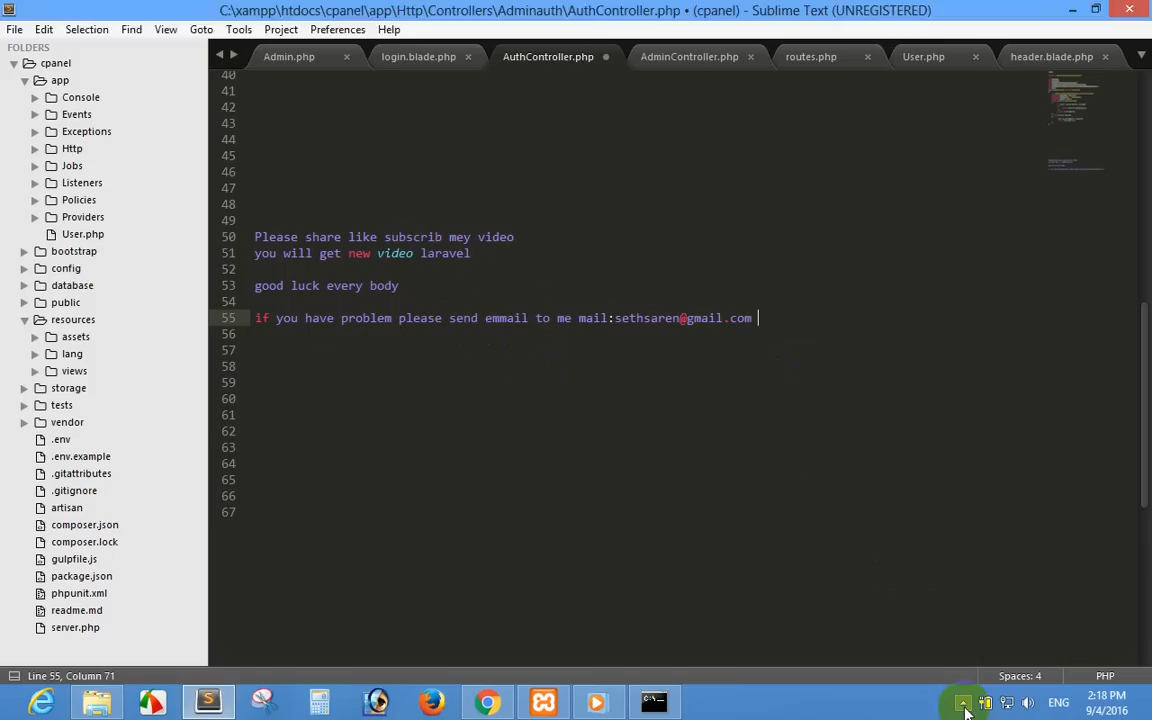 C:\xampp\htdocs\cpanel\app\Http\Controllers\Adminauth\AuthController.php • (cpanel) - Sublime Text (UNREGISTERED)
File Edit Selection Find View Goto Tools Project Preferences Help
FOLDERS
cpanel
app
Console
Events
Exceptions
Http
Jobs
Listeners
Policies
Providers
User.php
bootstrap
config
database
public
resources
assets
lang
views
storage
tests
vendor
.env
.env.example
.gitattributes
.gitignore
artisan
composer.json
composer.lock
gulpfile.js
package.json
phpunit.xml
readme.md
server.php
Admin.php login.blade.php AuthController.php AdminController.php routes.php User.php header.blade.php
40
41
42
43
44
45
46
47
48
49
50 Please share like subscrib mey video
51 you will get new video laravel
52
53 good luck every body
54
55 if you have problem please send emmail to me mail:sethsaren@gmail.com
56
57
58
59
60
61
62
63
64
65
66
67
Line 55, Column 71 Spaces: 4 PHP
ENG
2:18 PM
9/4/2016